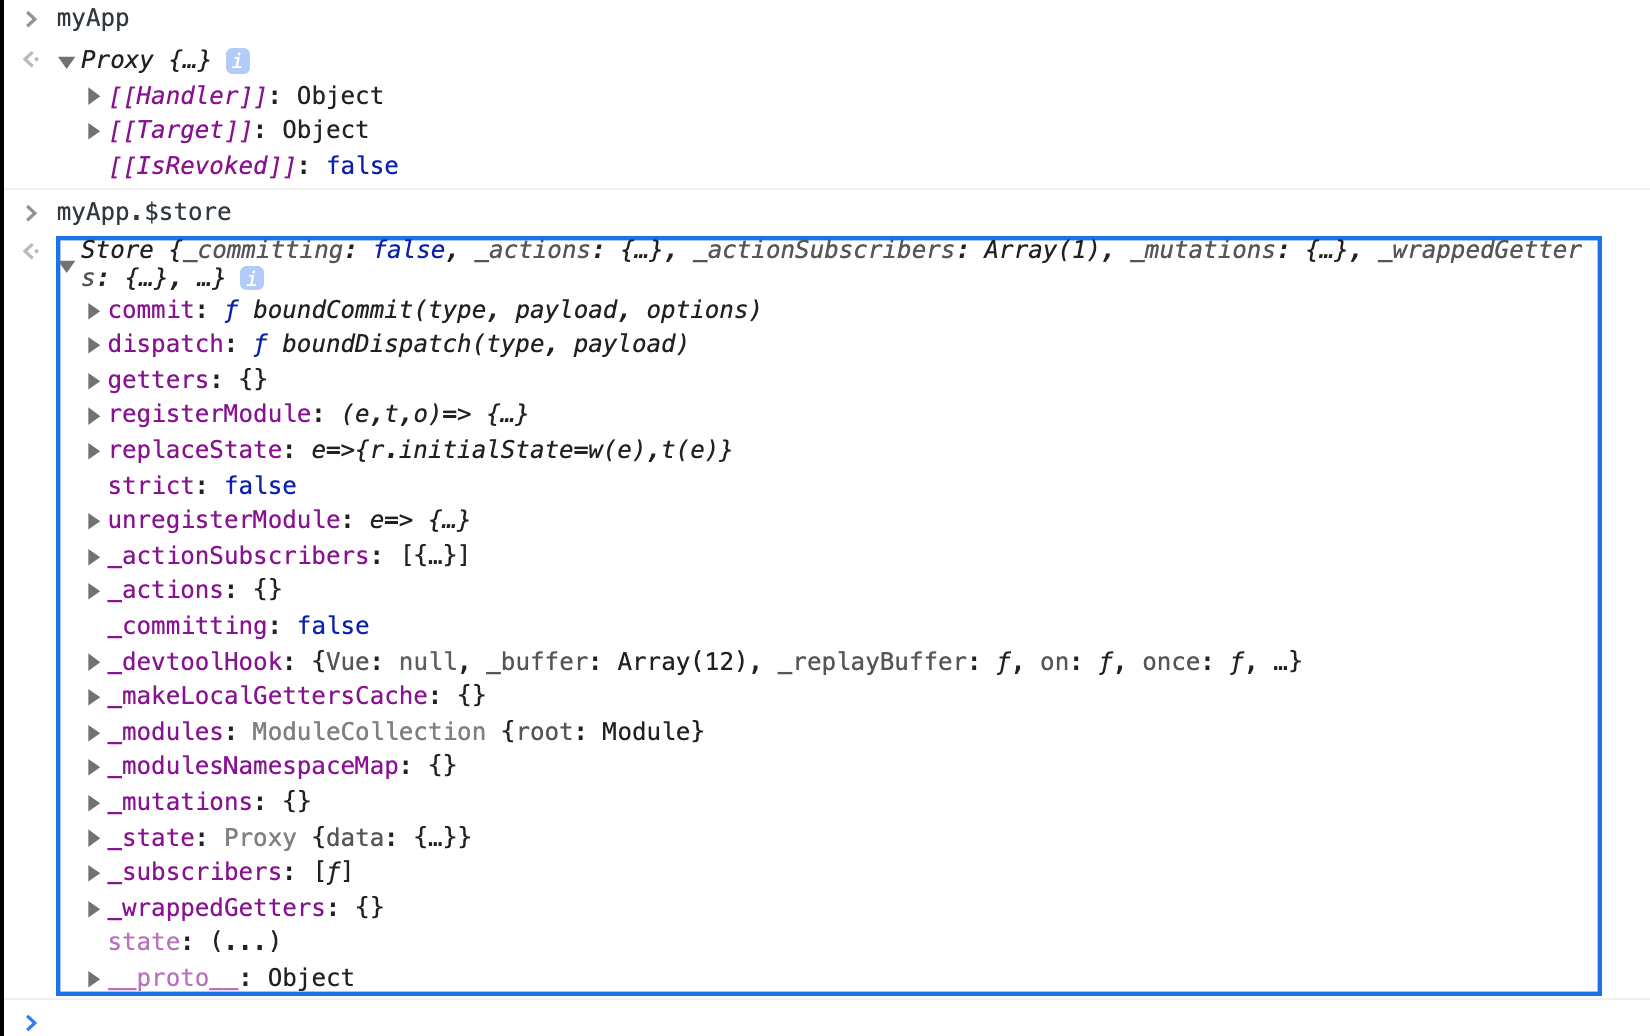 myApp
Proxy {…} i
[[Handler]]: Object
[[Target]]: Object
[[IsRevoked]]: false
myApp.$store
Store {_committing: false, _actions: {…}, _actionSubscribers: Array(1), _mutations: {…}, _wrappedGetter
s: {…}, …} i
commit: ƒ boundCommit(type, payload, options)
dispatch: ƒ boundDispatch(type, payload)
getters: {}
registerModule: (e,t,o)=> {…}
replaceState: e=>{r.initialState=w(e),t(e)}
strict: false
unregisterModule: e=> {…}
_actionSubscribers: [{…}]
_actions: {}
_committing: false
_devtoolHook: {Vue: null, _buffer: Array(12), _replayBuffer: ƒ, on: ƒ, once: ƒ, …}
_makeLocalGettersCache: {}
_modules: ModuleCollection {root: Module}
_modulesNamespaceMap: {}
_mutations: {}
_state: Proxy {data: {…}}
_subscribers: [ƒ]
_wrappedGetters: {}
state: (...)
__proto__: Object